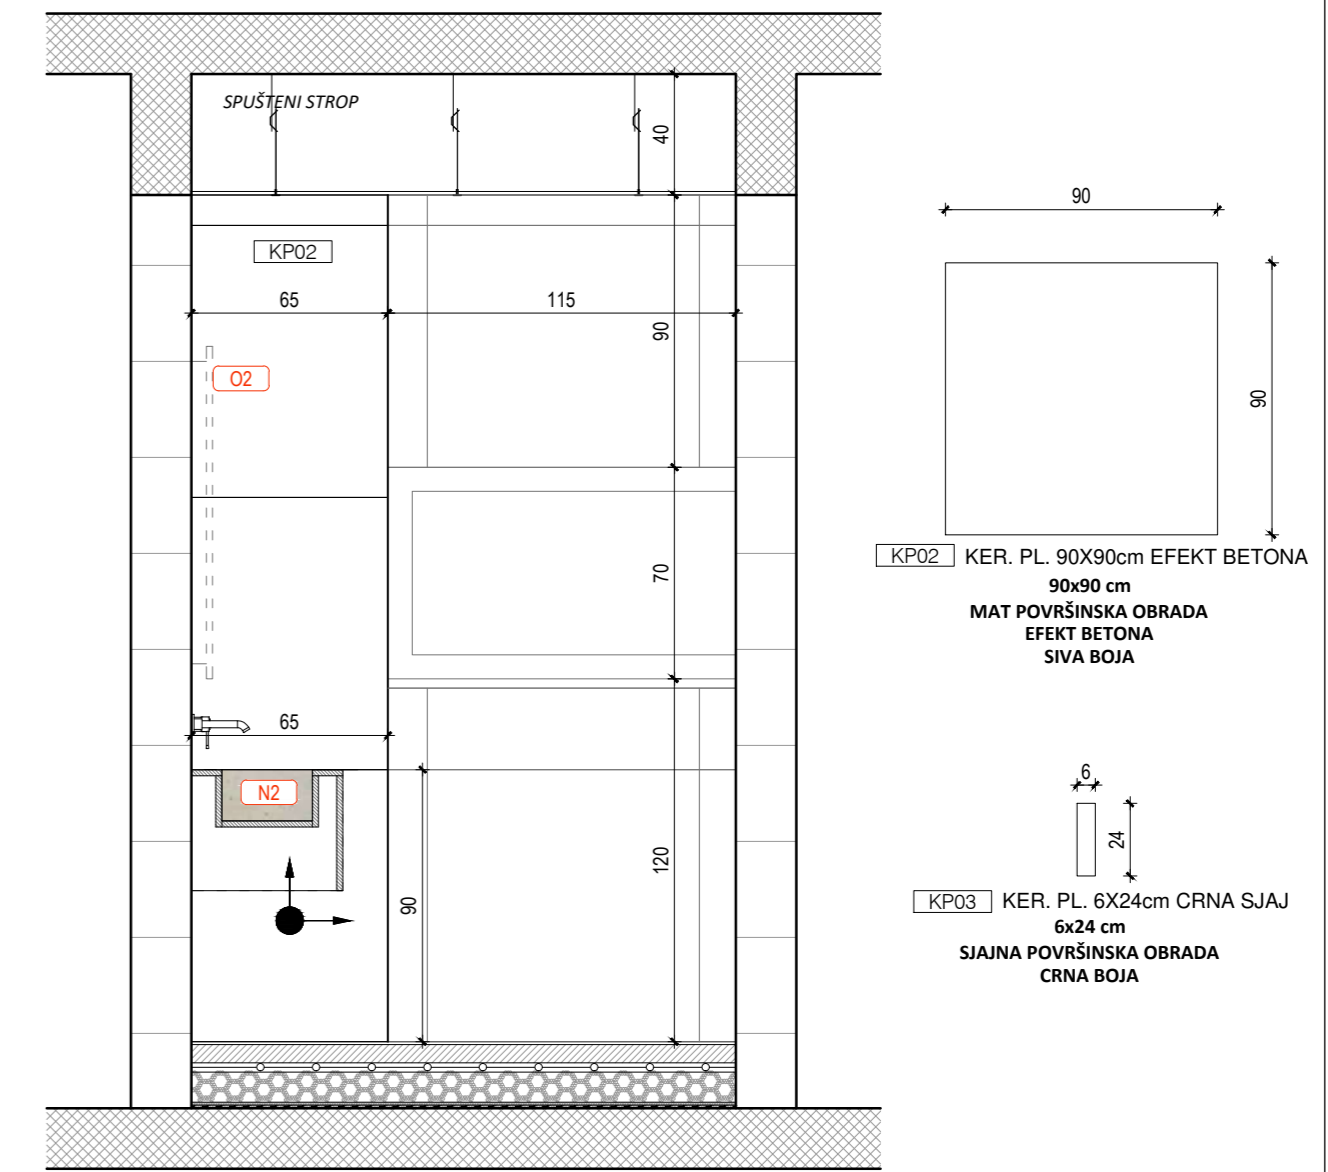 SPUŠTENI STROP
40
KP02
65
115
90
O2
70
65
N2
90
120
90
90
KP02 KER. PL. 90X90cm EFEKT BETONA
90x90 cm
MAT POVRŠINSKA OBRADA
EFEKT BETONA
SIVA BOJA
6
24
KP03 KER. PL. 6X24cm CRNA SJAJ
6x24 cm
SJAJNA POVRŠINSKA OBRADA
CRNA BOJA